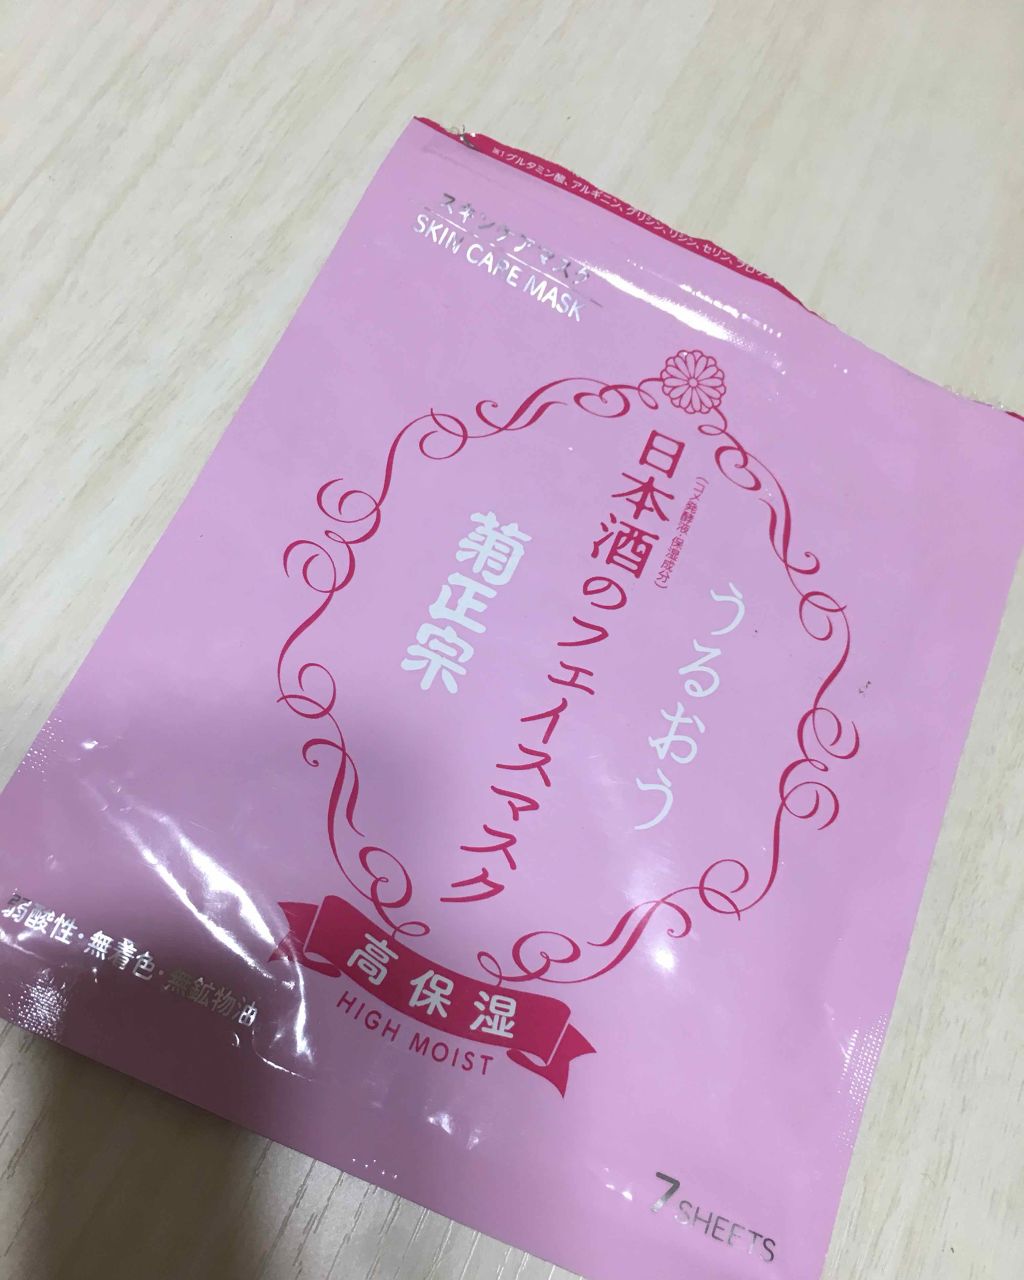 ※1 グルタミン酸、アルギニン、グリシン、リシン、セリン、プロリン
スキンケアマスク
SKIN CARE MASK
うるおう
(コメ発酵液・保湿成分)
日本酒のフェイスマスク
菊正宗
高保湿
HIGH MOIST
弱酸性・無着色・無鉱物油
7 SHEETS